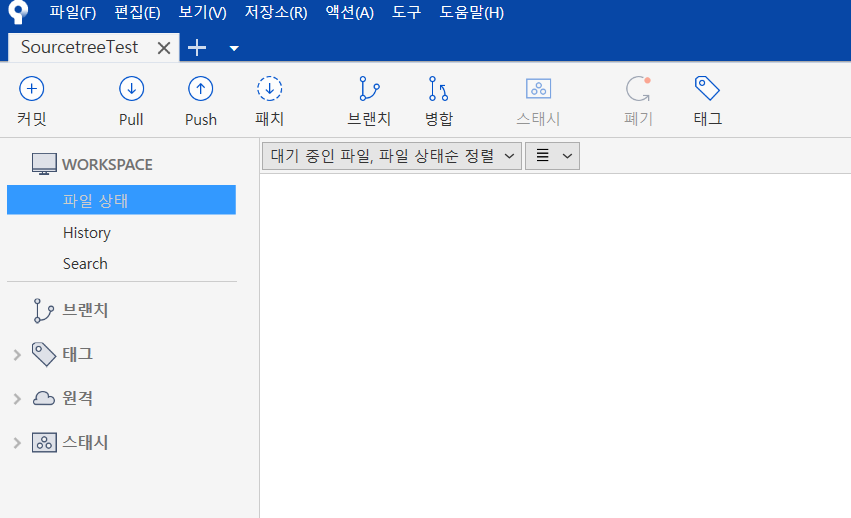 파일(F) 편집(E) 보기(V) 저장소(R) 액션(A) 도구 도움말(H)
SourcetreeTest
커밋 Pull Push 패치 브랜치 병합 스태시 폐기 태그
WORKSPACE
대기 중인 파일, 파일 상태순 정렬
파일 상태
History
Search
브랜치
태그
원격
스태시